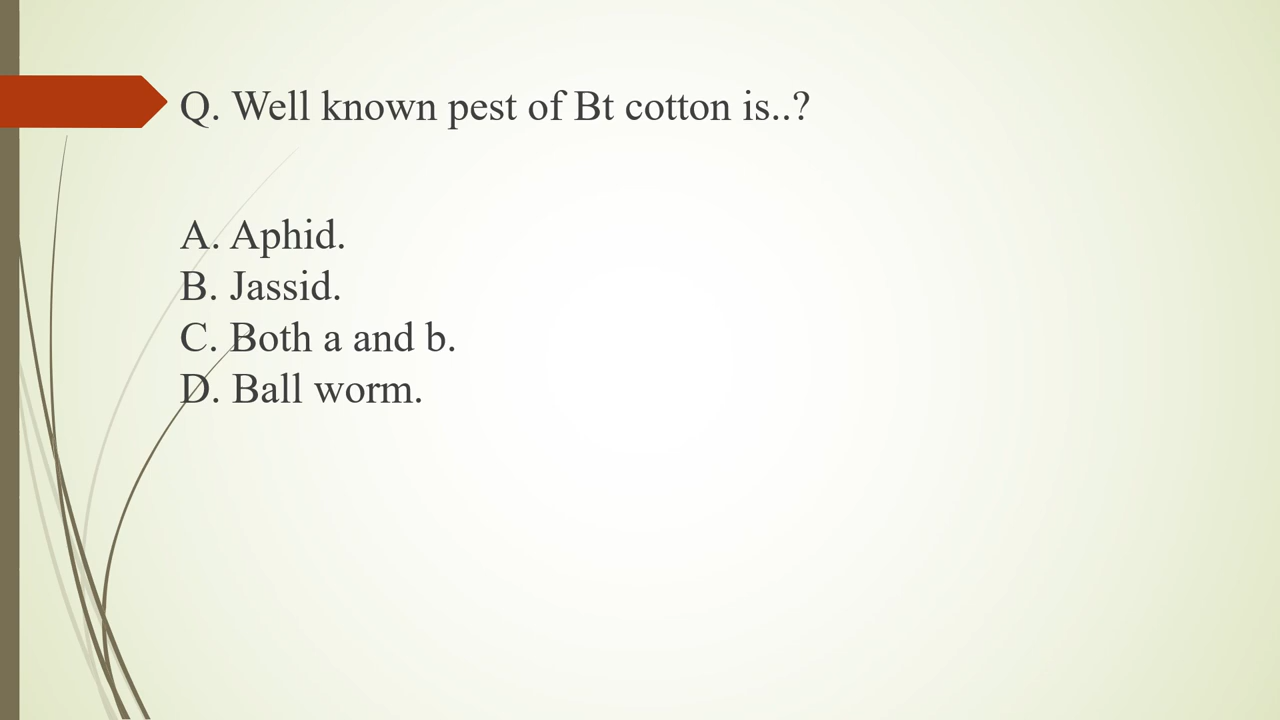 Q. Well known pest of Bt cotton is..?
A. Aphid.
B. Jassid.
C. Both a and b.
D. Ball worm.